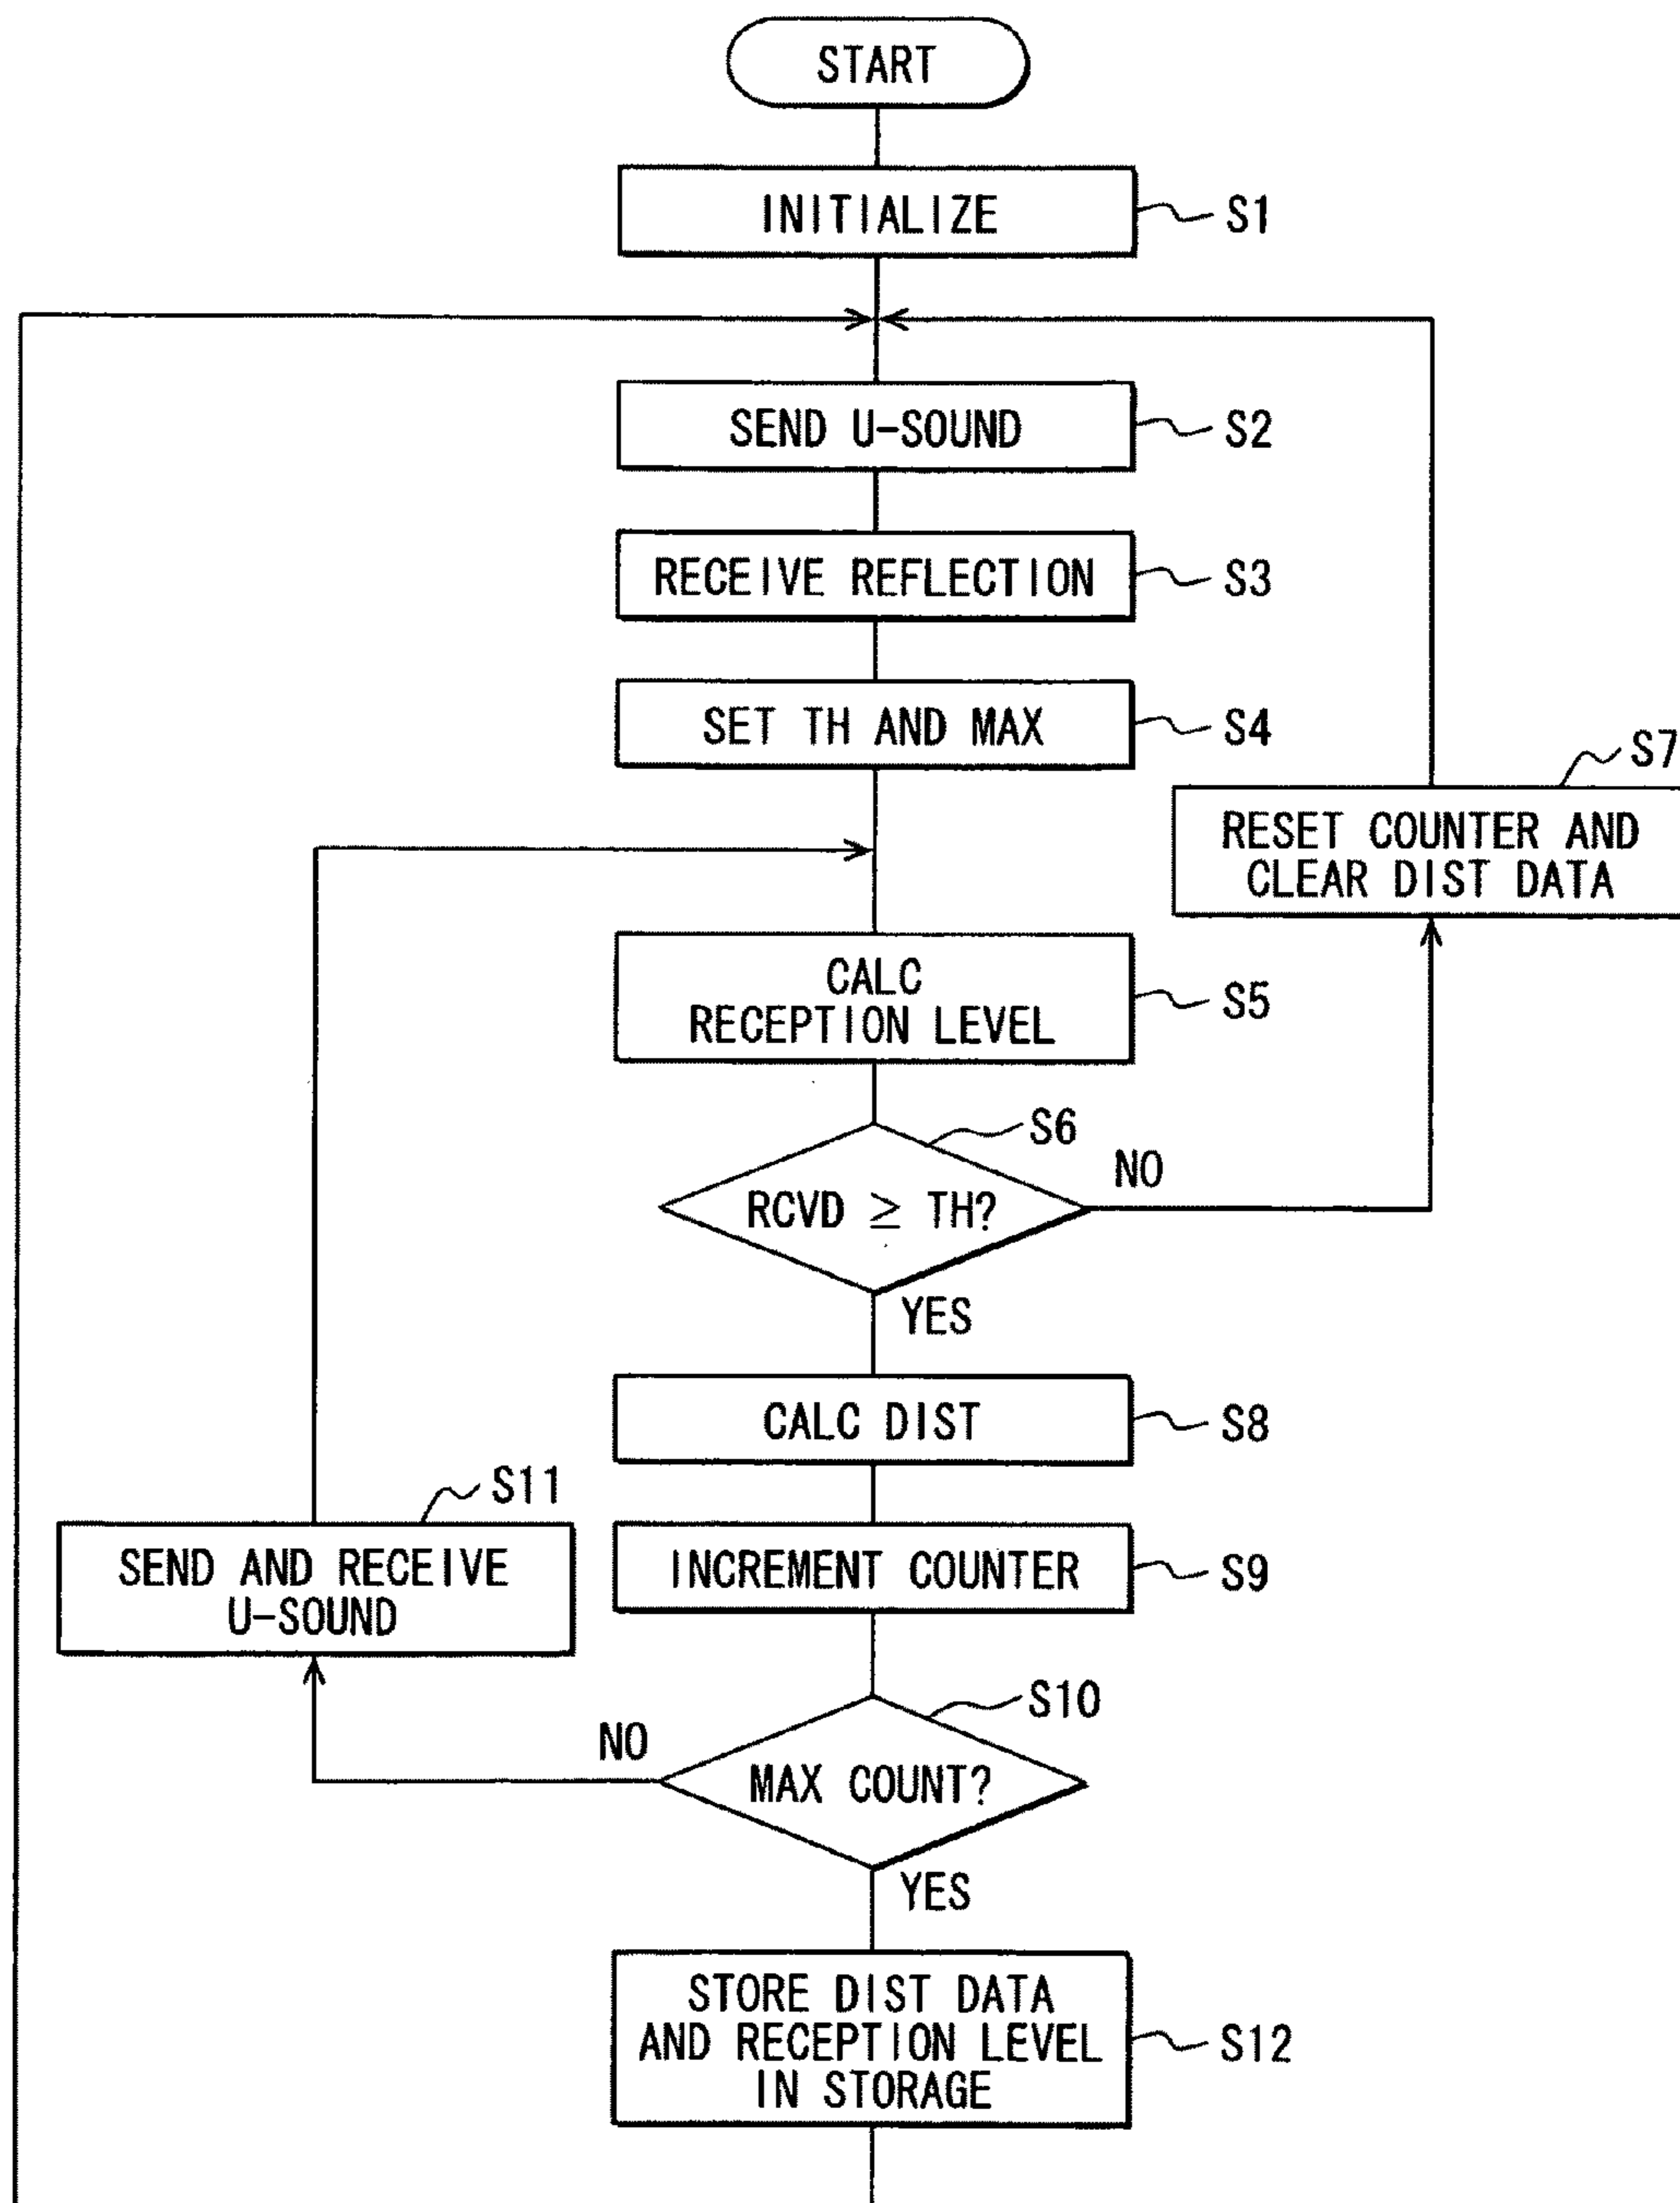 START
INITIALIZE
S1
SEND U-SOUND
S2
RECEIVE REFLECTION
S3
SET TH AND MAX
S4
S7
RESET COUNTER AND
CLEAR DIST DATA
CALC
RECEPTION LEVEL
S5
S6
RCVD ≥ TH?
NO
YES
CALC DIST
S8
S11
SEND AND RECEIVE
U-SOUND
INCREMENT COUNTER
S9
S10
NO
MAX COUNT?
YES
STORE DIST DATA
AND RECEPTION LEVEL
IN STORAGE
S12